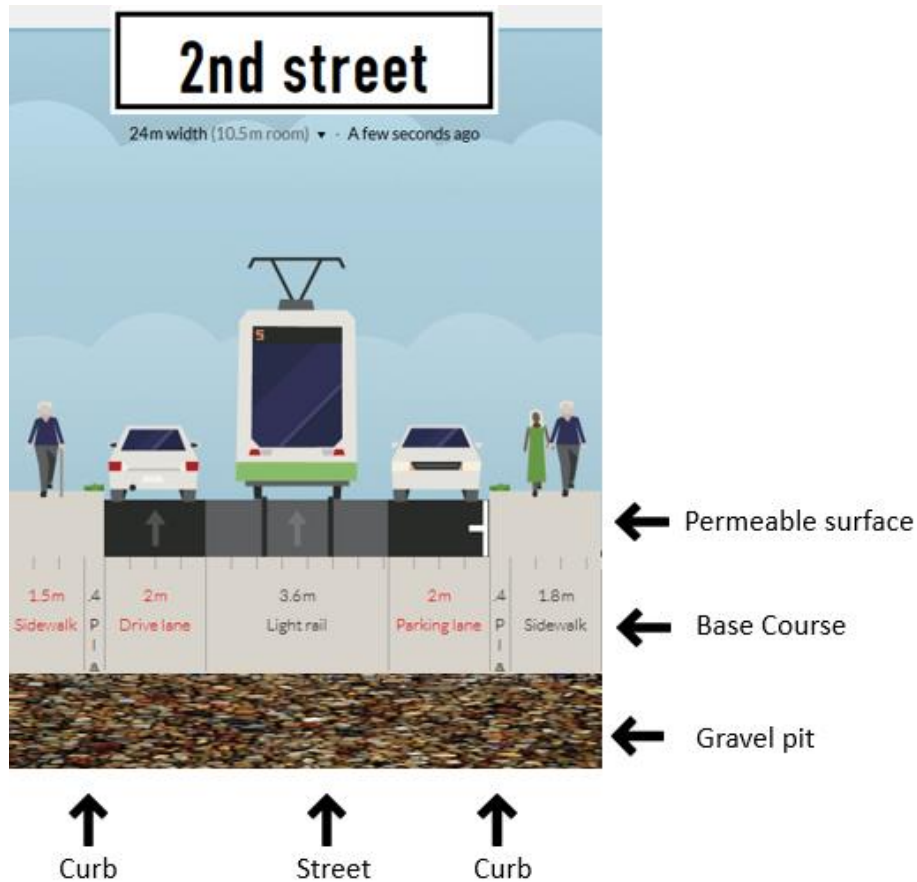 2nd street
24m width (10.5m room) ▾ · A few seconds ago
S
Permeable surface
1.5m .4 2m 3.6m 2m .4 1.8m
Sidewalk P Drive lane Light rail Parking lane P Sidewalk
l l
a a
Base Course
Gravel pit
Curb Street Curb